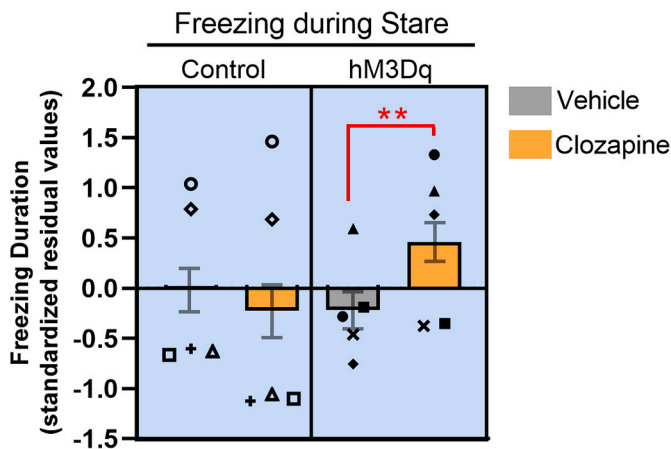 Freezing during Stare
Control
hM3Dq
Freezing Duration
(standardized residual values)
2.0
1.5
1.0
0.5
0.0
-0.5
-1.0
-1.5
**
Vehicle
Clozapine